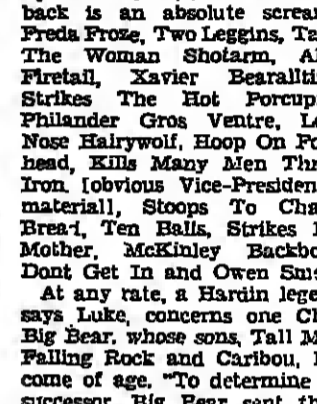 back is an absolute screa
Freda Froze, Two Leggins, Ta
The Woman Shotarm, A
Firetail, Xavier Bearallti
Strikes The Hot Porcup
Philander Gros Ventre, L
Nose Hairywolf, Hoop On Fo
head, Kills Many Men Thr
Iron [obvious Vice-Presiden
material], Stoops To Cha
Bread, Ten Balls, Strikes
Mother, McKinley Backbo
Dont Get In and Owen Smi
At any rate, a Hardin lege
says Luke, concerns one Ch
Big Bear, whose sons, Tall M
Falling Rock and Caribou,
come of age. "To determine
successor, Big Bear sent th